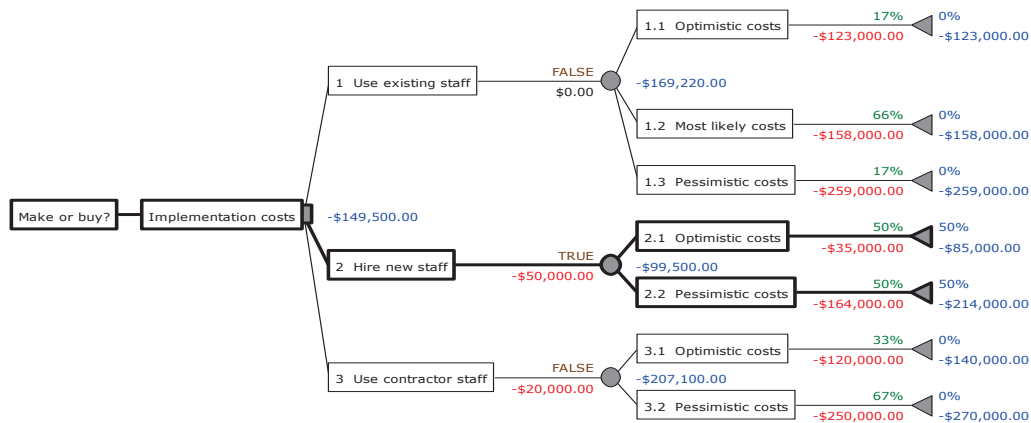 1.1 Optimistic costs
17%
-$123,000.00
0%
-$123,000.00
1 Use existing staff
FALSE
$0.00
-$169,220.00
1.2 Most likely costs
66%
-$158,000.00
0%
-$158,000.00
1.3 Pessimistic costs
17%
-$259,000.00
0%
-$259,000.00
Make or buy?
Implementation costs
-$149,500.00
2 Hire new staff
TRUE
-$50,000.00
-$99,500.00
2.1 Optimistic costs
50%
-$35,000.00
50%
-$85,000.00
2.2 Pessimistic costs
50%
-$164,000.00
50%
-$214,000.00
3 Use contractor staff
FALSE
-$20,000.00
-$207,100.00
3.1 Optimistic costs
33%
-$120,000.00
0%
-$140,000.00
3.2 Pessimistic costs
67%
-$250,000.00
0%
-$270,000.00